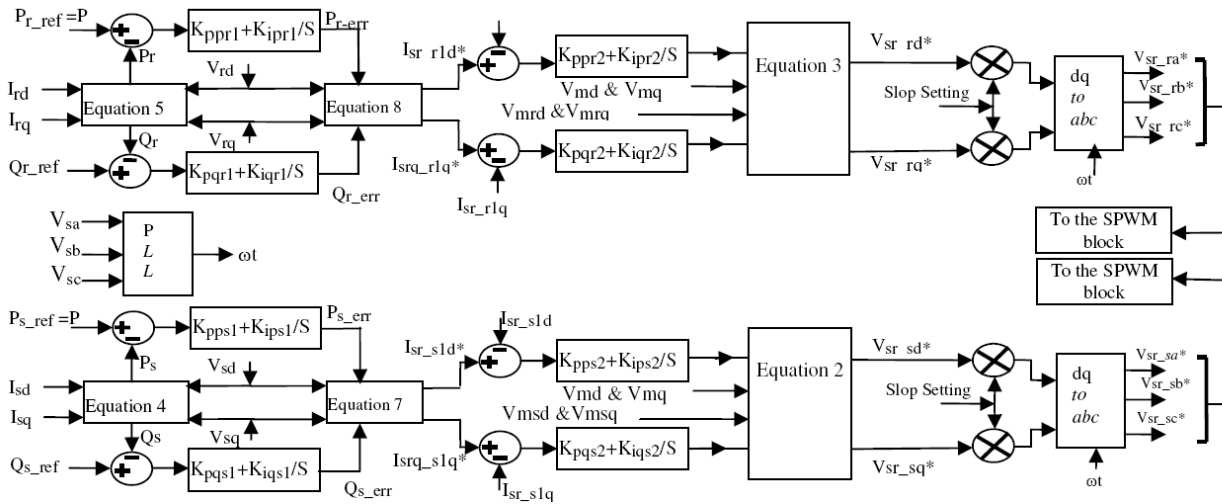 Pr_ref =P
Kppr1+Kipr1/S
Pr-err
Pr
Isr_r1d*
Kppr2+Kipr2/S
Vsr_rd*
Vsr_ra*
Vrd
Ird
Equation 5
Equation 8
Vmd & Vmq
Equation 3
Slop Setting
dq
to
abc
Vsr_rb*
Irq
Vmrd &Vmrq
Vsr_rc*
Qr
Vrq
Qr_ref
Kpqr1+Kiqr1/S
Isrq_r1q*
Kpqr2+Kiqr2/S
Vsr_rq*
Qr_err
Isr_r1q
ωt
Vsa
Vsb
Vsc
P
L
L
ωt
To the SPWM
block
To the SPWM
block
Ps_ref =P
Kpps1+Kips1/S
Ps_err
Isr_s1d
Ps
Isr_s1d*
Kpps2+Kips2/S
Vsr_sd*
Vsr_sa*
Vsd
Isd
Equation 4
Equation 7
Vmd & Vmq
Equation 2
Slop Setting
dq
to
abc
Vsr_sb*
Isq
Vmsd &Vmsq
Vsr_sc*
Qs
Vsq
Qs_ref
Kpqs1+Kiqs1/S
Isrq_s1q*
Kpqs2+Kiqs2/S
Vsr_sq*
Qs_err
Isr_s1q
ωt